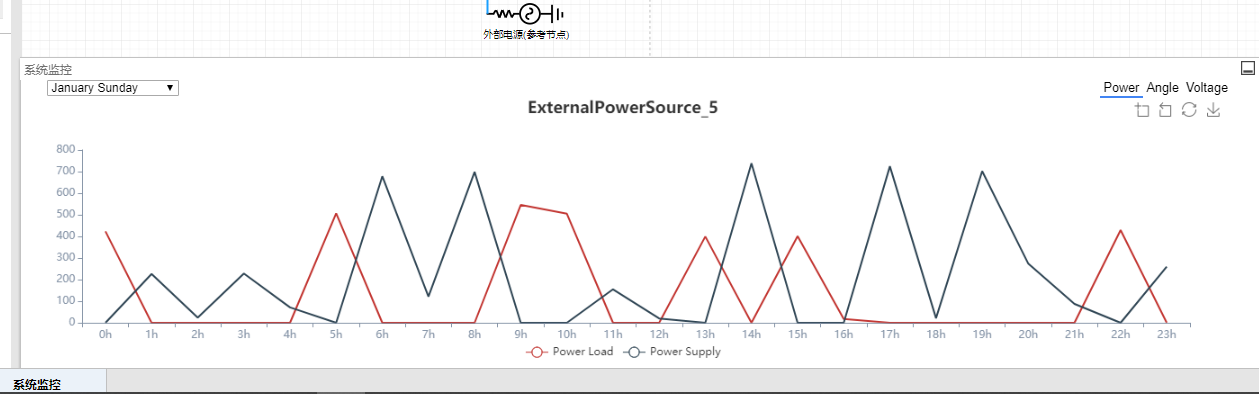 外部电源(参考节点)
系统监控
January Sunday
Power Angle Voltage
ExternalPowerSource_5
800
700
600
500
400
300
200
100
0
0h 1h 2h 3h 4h 5h 6h 7h 8h 9h 10h 11h 12h 13h 14h 15h 16h 17h 18h 19h 20h 21h 22h 23h
Power Load Power Supply
系统监控